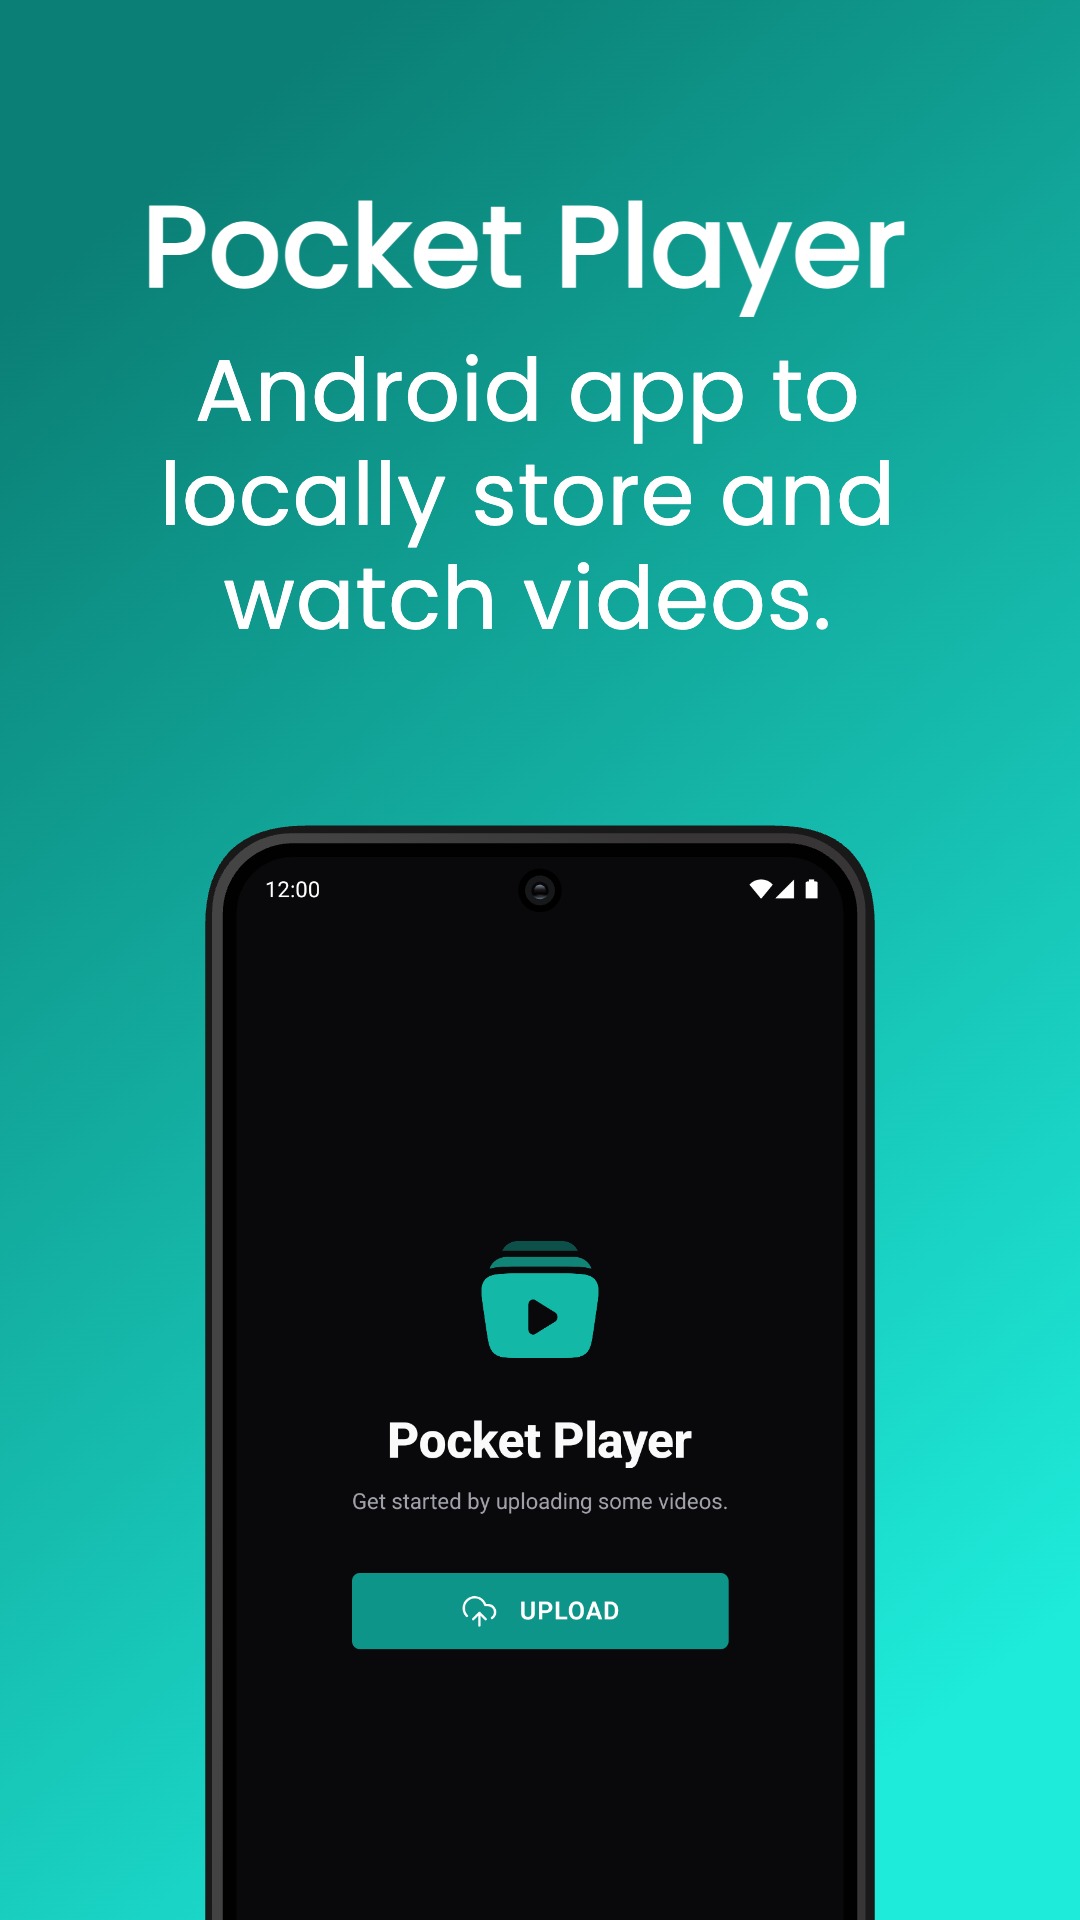 Pocket Player
Android app to
locally store and
watch videos.
12:00
Pocket Player
Get started by uploading some videos.
UPLOAD